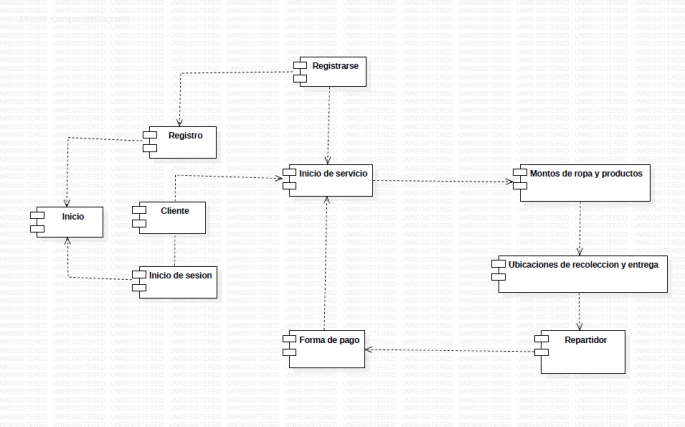 Registrarse
Registro
Inicio de servicio
Montos de ropa y productos
Cliente
Inicio
Inicio de sesion
Ubicaciones de recoleccion y entrega
Forma de pago
Repartidor
UNREGISTERED